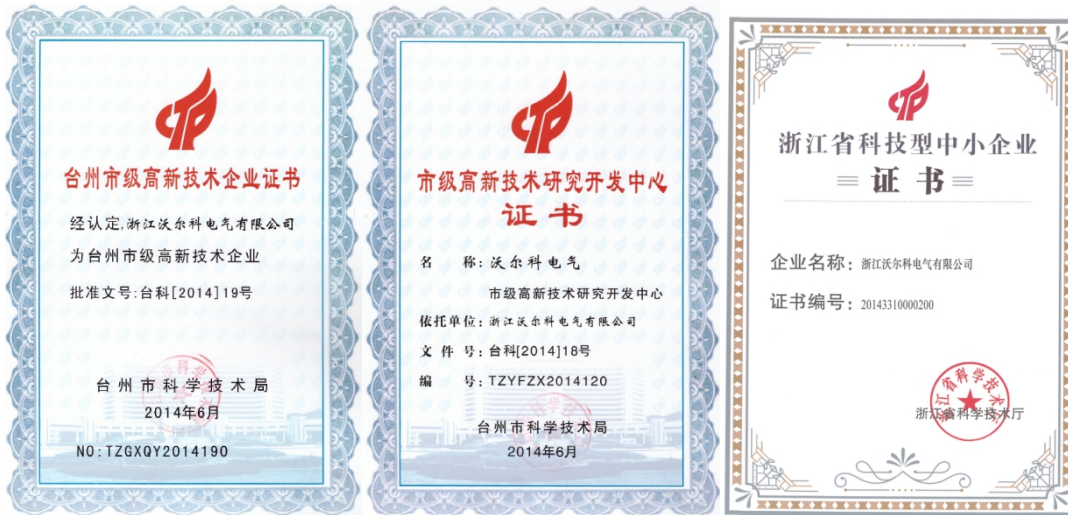 台州市级高新技术企业证书
经认定,浙江沃尔科电气有限公司
为台州市级高新技术企业
批准文号:台科[2014]19号
台州市科学技术局
2014年6月
NO:TZGXQY2014190
市级高新技术研究开发中心
证书
名 称:沃尔科电气
市级高新技术研究开发中心
依托单位:浙江沃尔科电气有限公司
文 件 号:台科[2014]18号
编 号:TZYFZX2014120
台州市科学技术局
2014年6月
浙江省科技型中小企业
证书
企业名称:浙江沃尔科电气有限公司
证书编号:20143310000200
浙江省科学技术厅
浙江省科学技术厅